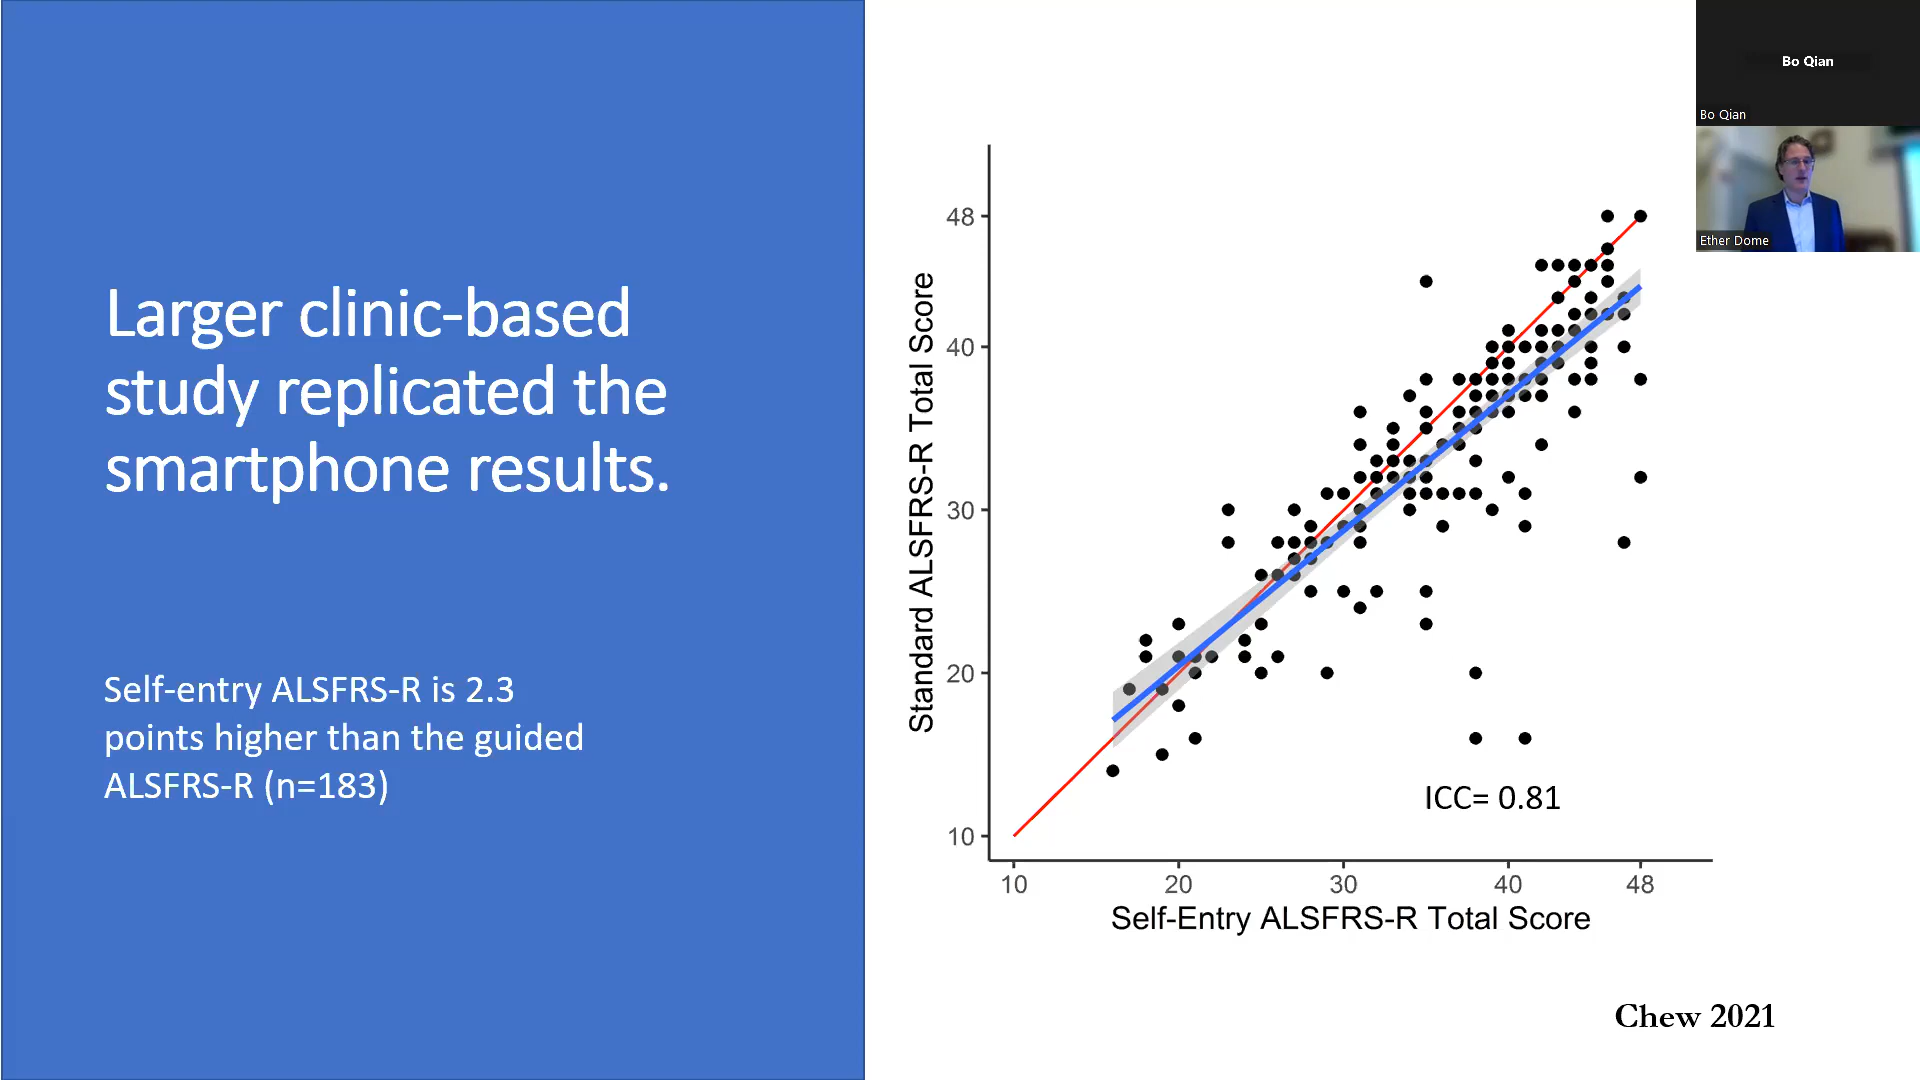 Larger clinic-based
study replicated the
smartphone results.
Self-entry ALSFRS-R is 2.3
points higher than the guided
ALSFRS-R (n=183)
Standard ALSFRS-R Total Score
48
40
30
20
10
10 20 30 40 48
Self-Entry ALSFRS-R Total Score
ICC= 0.81
Chew 2021
Bo Qian
Bo Qian
Ether Dome